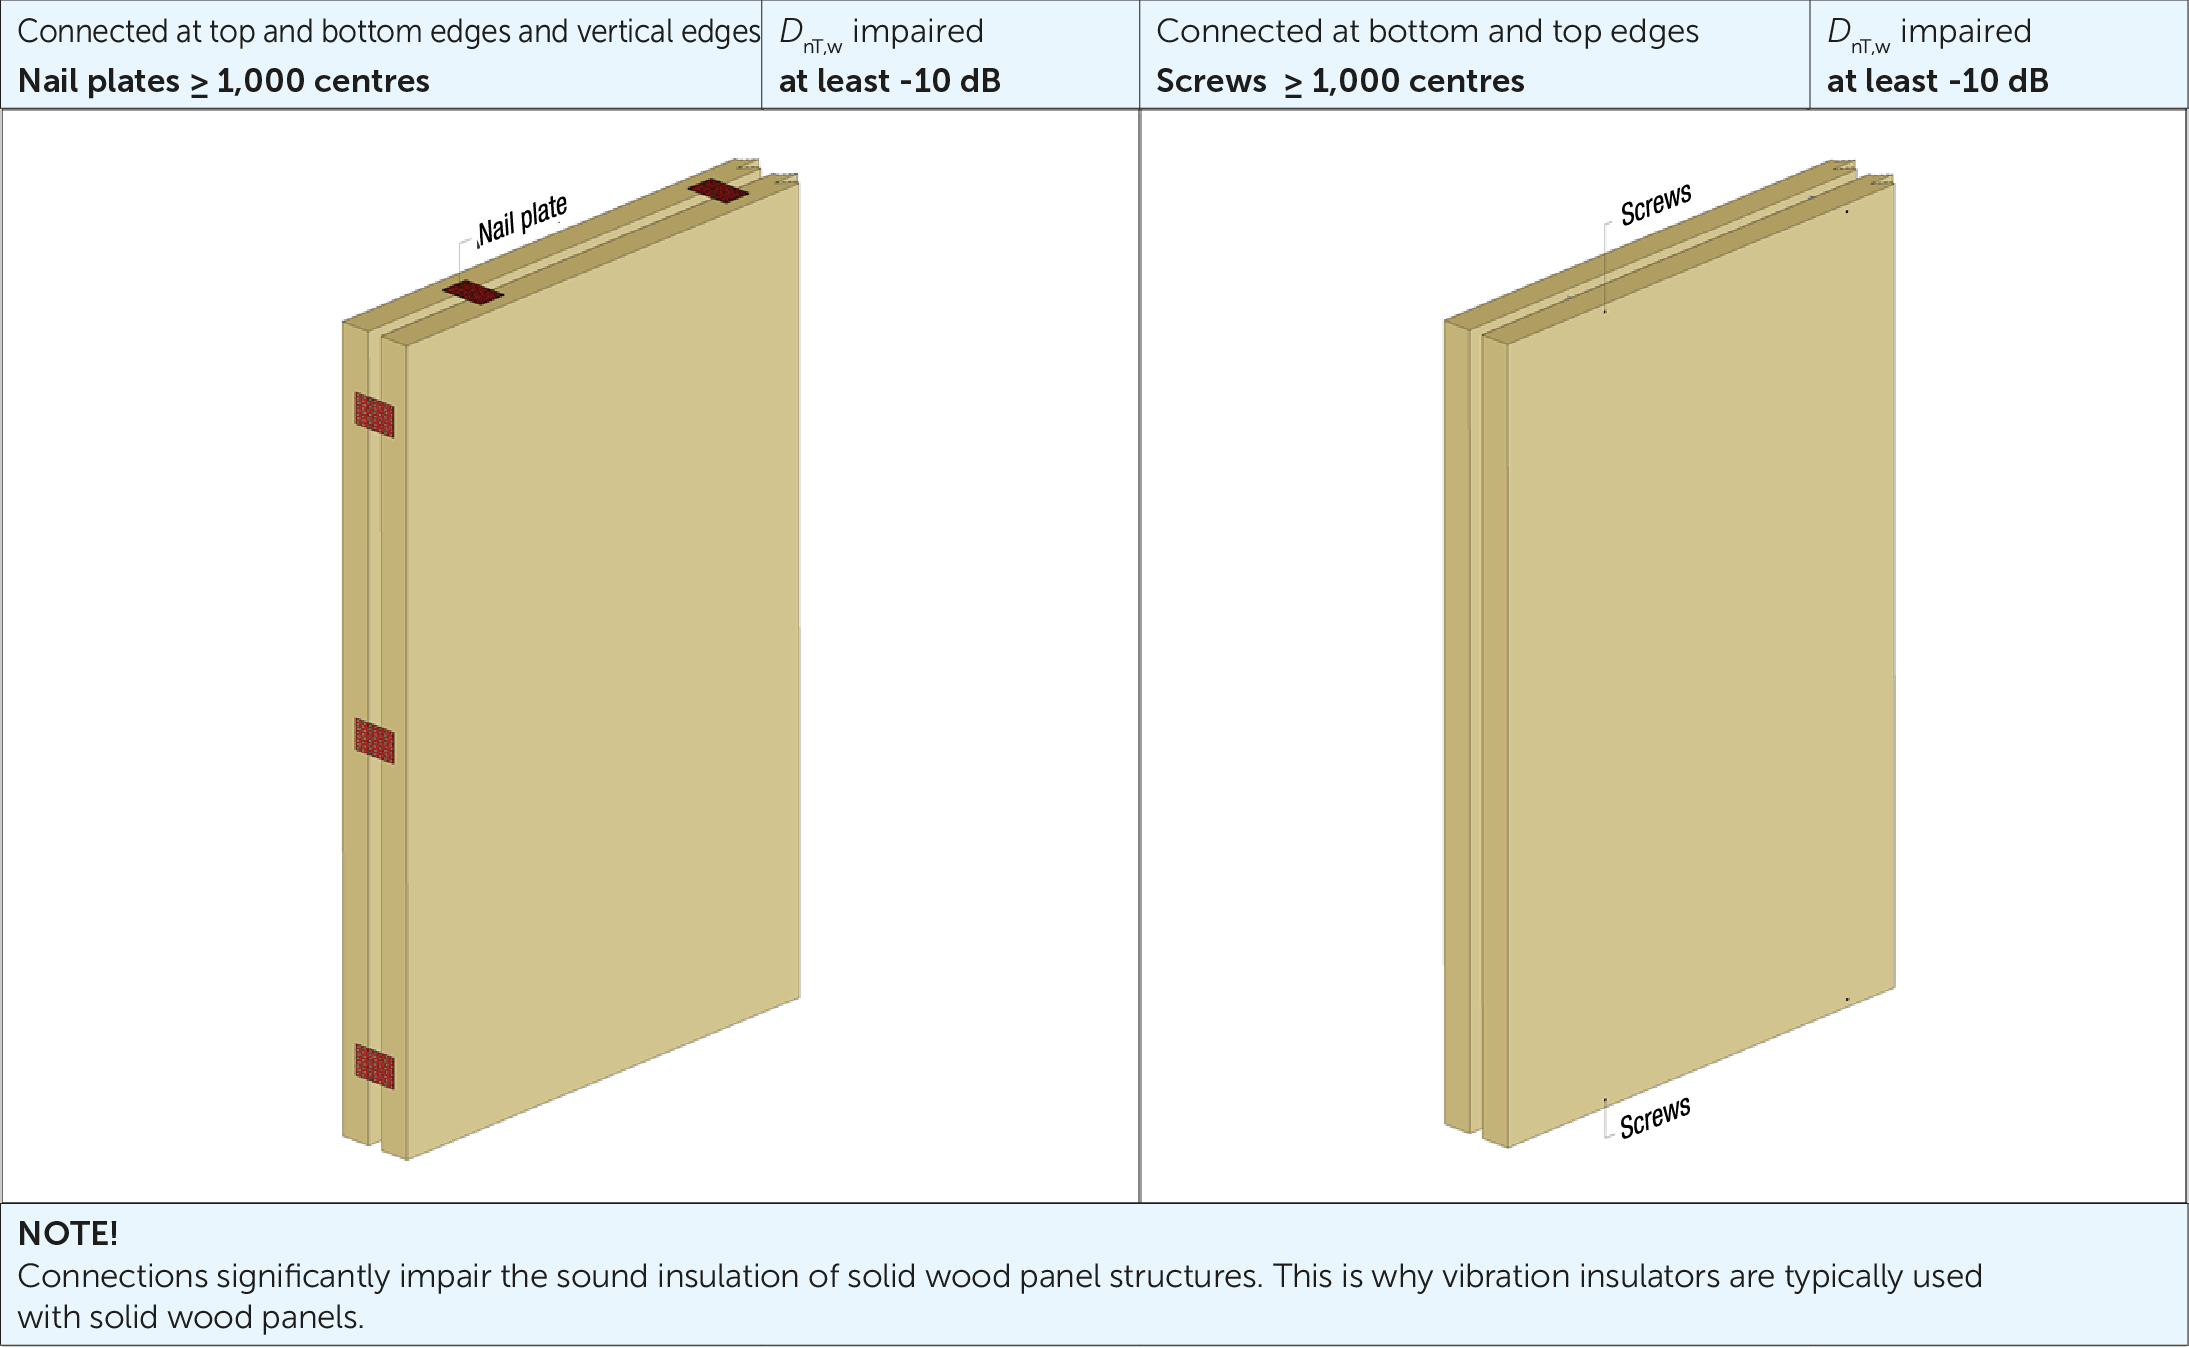 Connected at top and bottom edges and vertical edges
Nail plates ≥ 1,000 centres
DnT,w impaired
at least -10 dB
Connected at bottom and top edges
Screws ≥ 1,000 centres
DnT,w impaired
at least -10 dB
Nail plate
Screws
Screws
NOTE!
Connections significantly impair the sound insulation of solid wood panel structures. This is why vibration insulators are typically used
with solid wood panels.